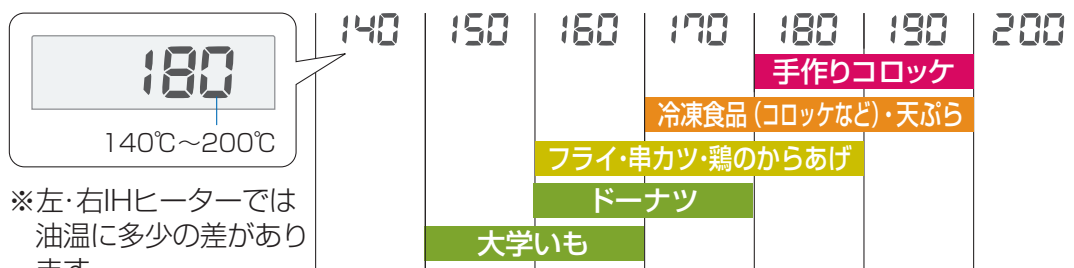 180
140℃～200℃
※左・右IHヒーターでは
油温に多少の差があり
ます
140 150 160 170 180 190 200
手作りコロッケ
冷凍食品（コロッケなど）・天ぷら
フライ・串カツ・鶏のからあげ
ドーナツ
大学いも